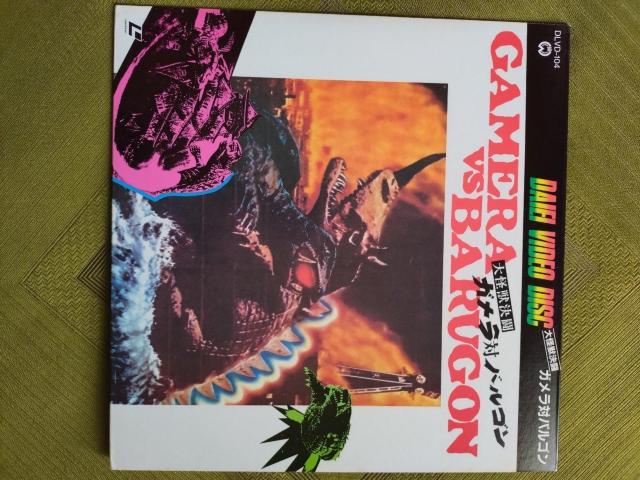 DLVD-104
DAIEI VIDEO DISC
大怪獣決闘
ガメラ対バルゴン
GAMERA
VS BARUGON
大怪獣決闘
ガメラ対バルゴン